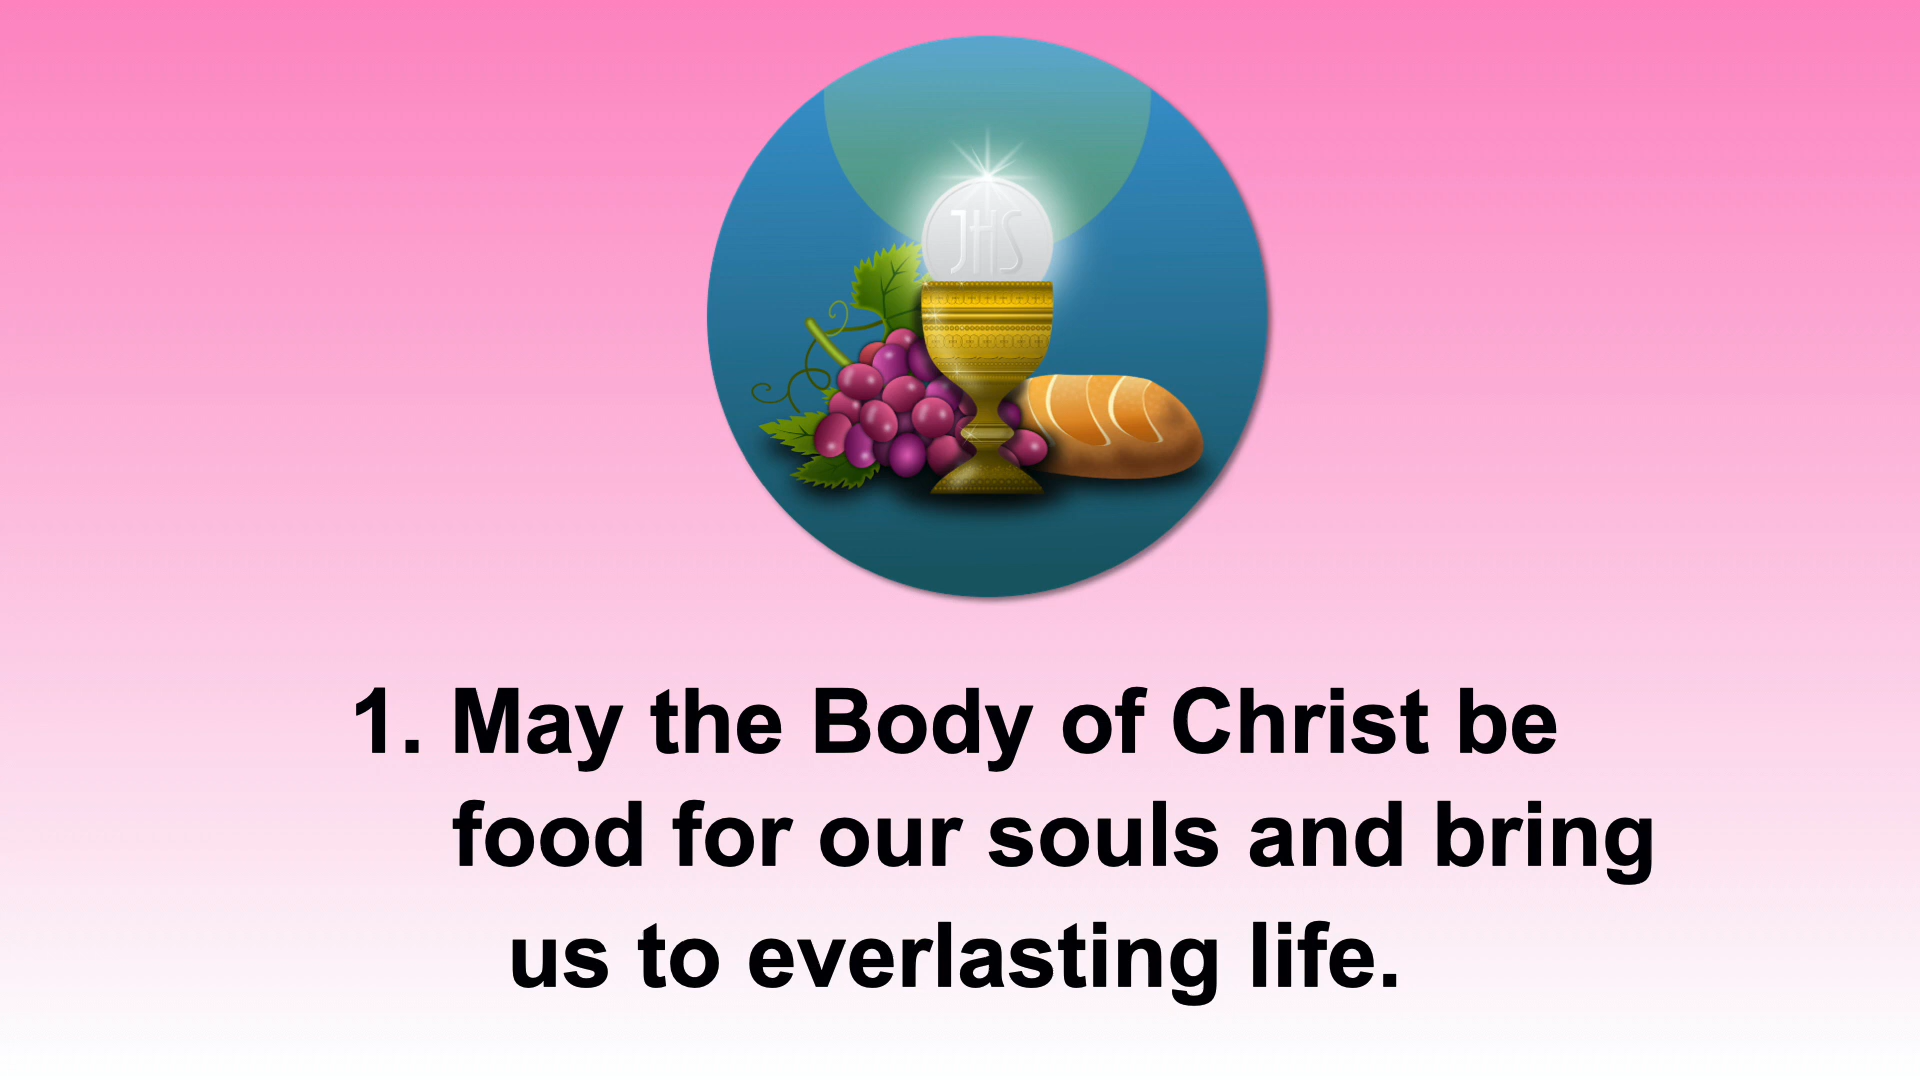 JHS
1. May the Body of Christ be
food for our souls and bring
us to everlasting life.